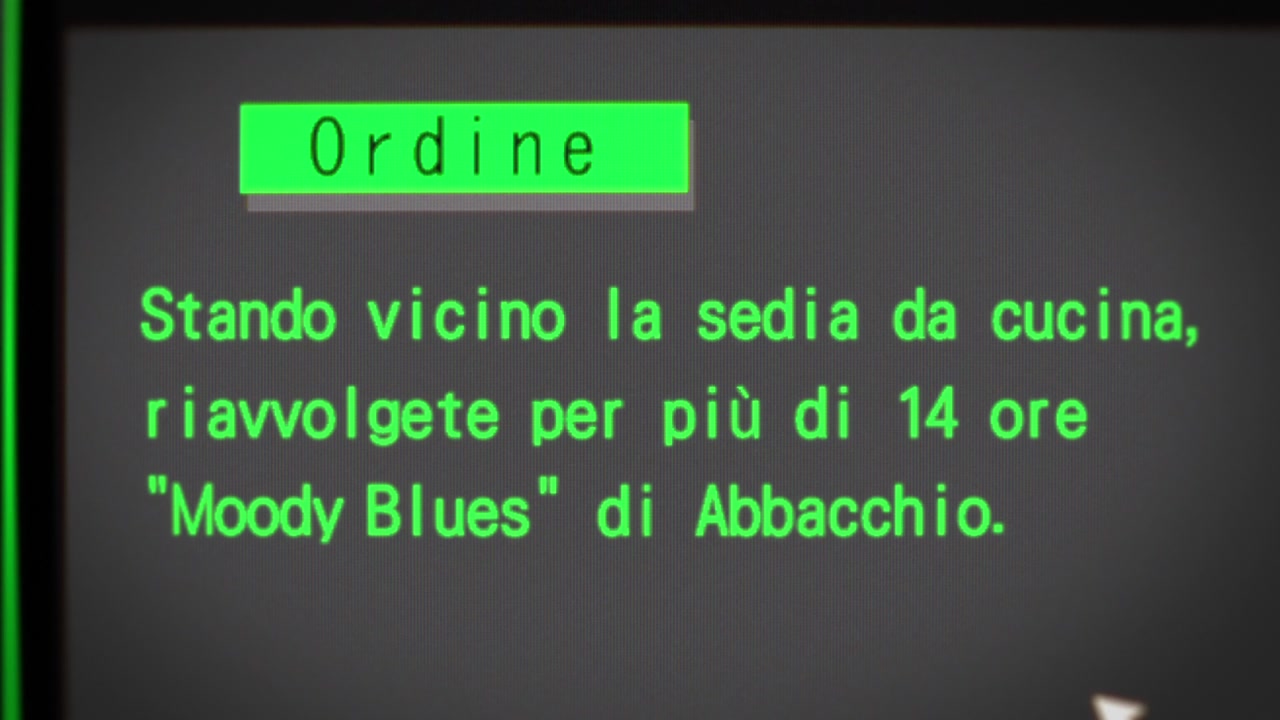 Ordine
Stando vicino la sedia da cucina,
riavvolgete per più di 14 ore
"Moody Blues" di Abbacchio.